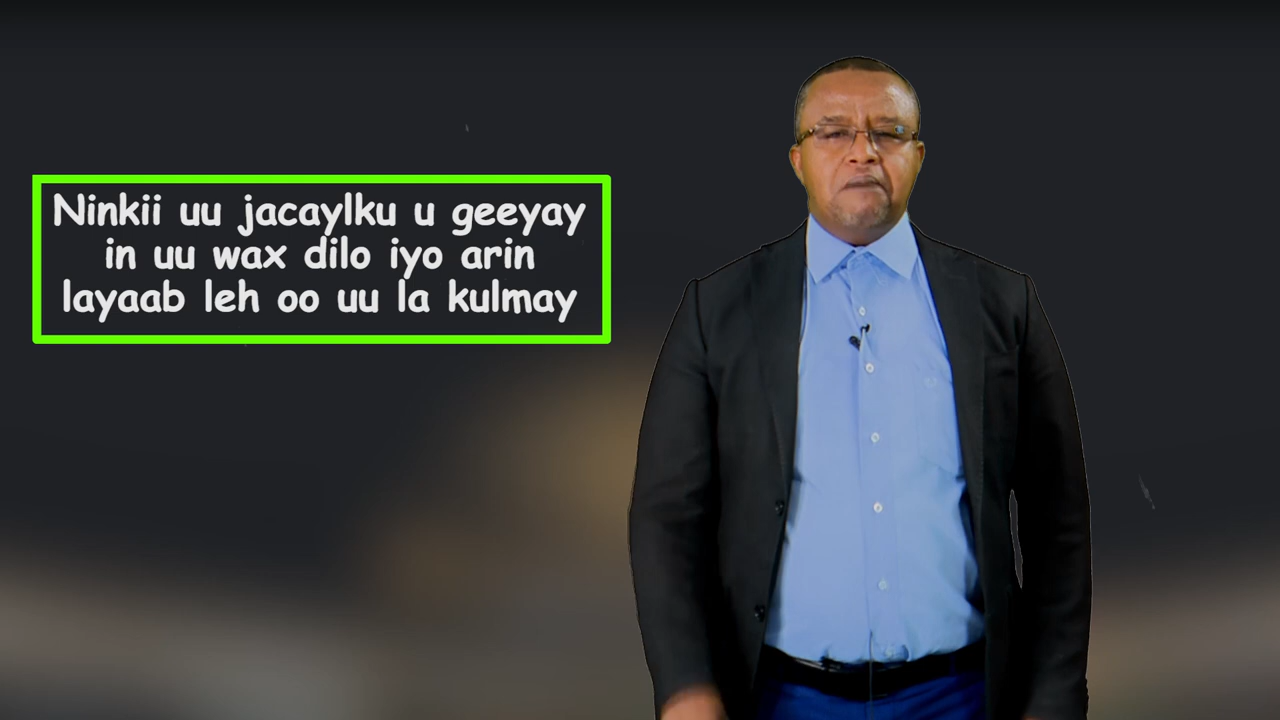 Ninkii uu jacaylku u geeyay
in uu wax dilo iyo arin
layaab leh oo uu la kulmay